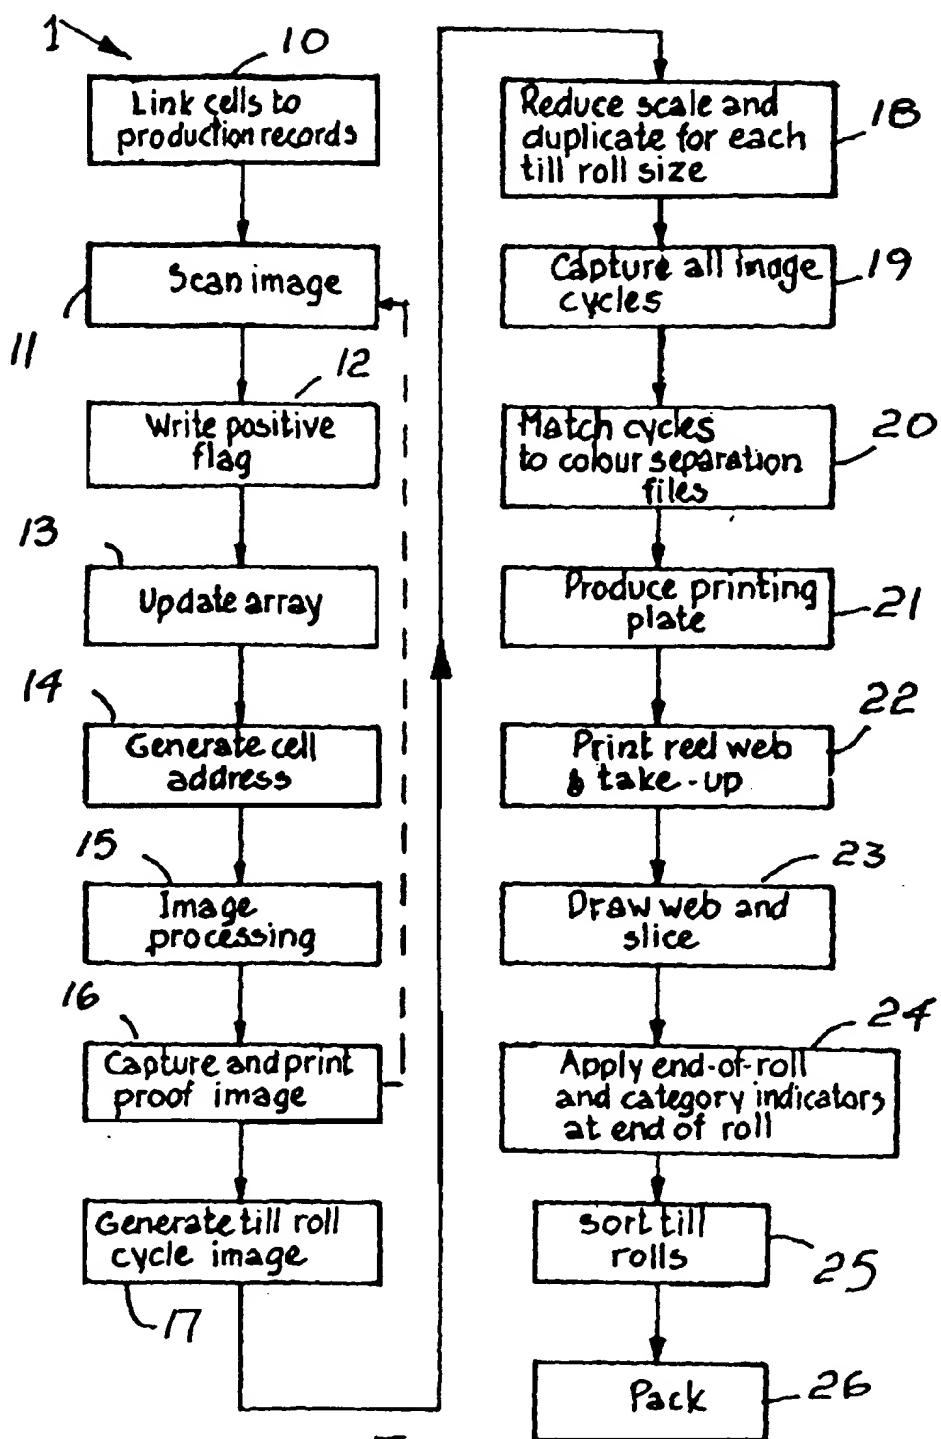 1
10
Link cells to
production records
Scan image
11
12
Write positive
flag
13
Update array
14
Generate cell
address
15
Image
processing
16
Capture and print
proof image
Generate till roll
cycle image
17
Reduce scale and
duplicate for each
till roll size
18
Capture all image
cycles
19
Match cycles
to colour separation
files
20
Produce printing
plate
21
22
Print reel web
& take-up
23
Draw web and
slice
24
Apply end-of-roll
and category indicators
at end of roll
Sort till
rolls
25
Pack
26